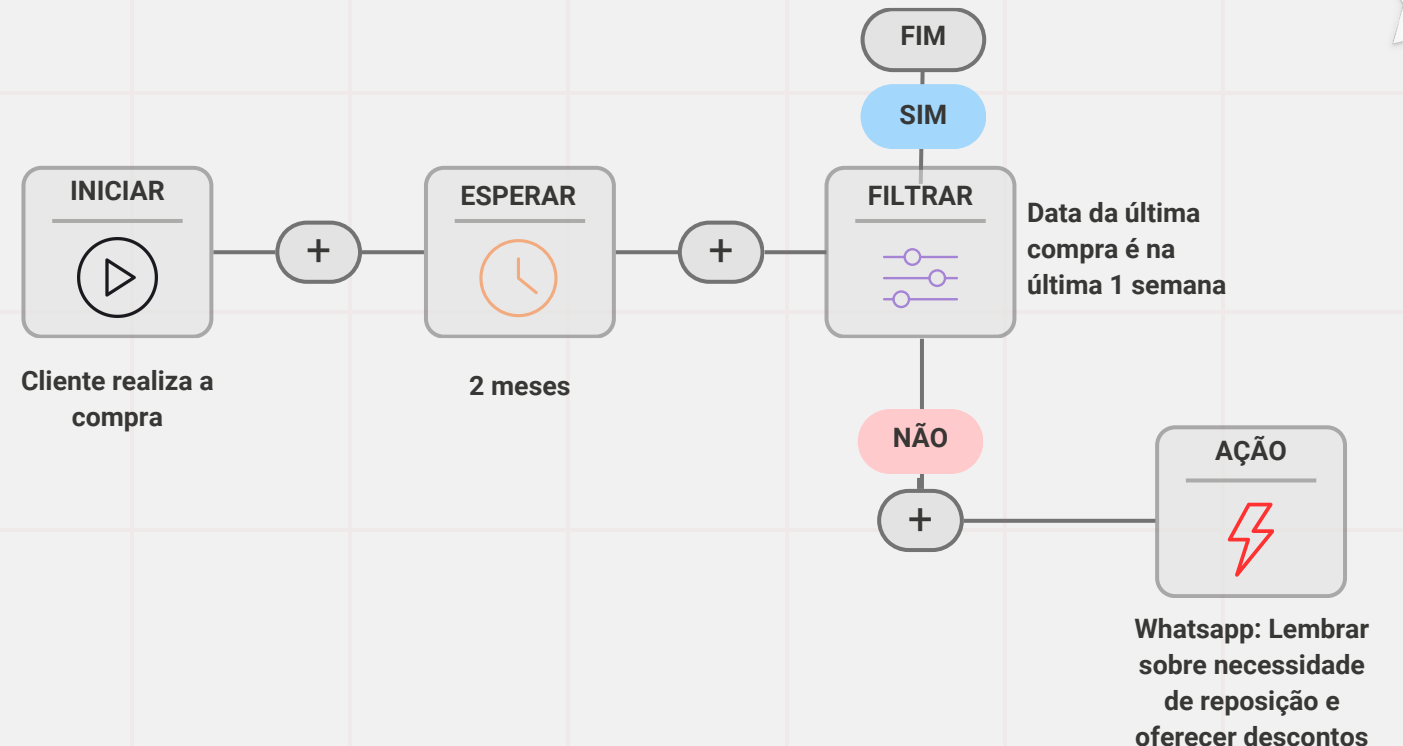 FIM
SIM
INICIAR
ESPERAR
FILTRAR
Data da última
compra é na
última 1 semana
+
+
Cliente realiza a
compra
2 meses
NÃO
+
AÇÃO
Whatsapp: Lembrar
sobre necessidade
de reposição e
oferecer descontos